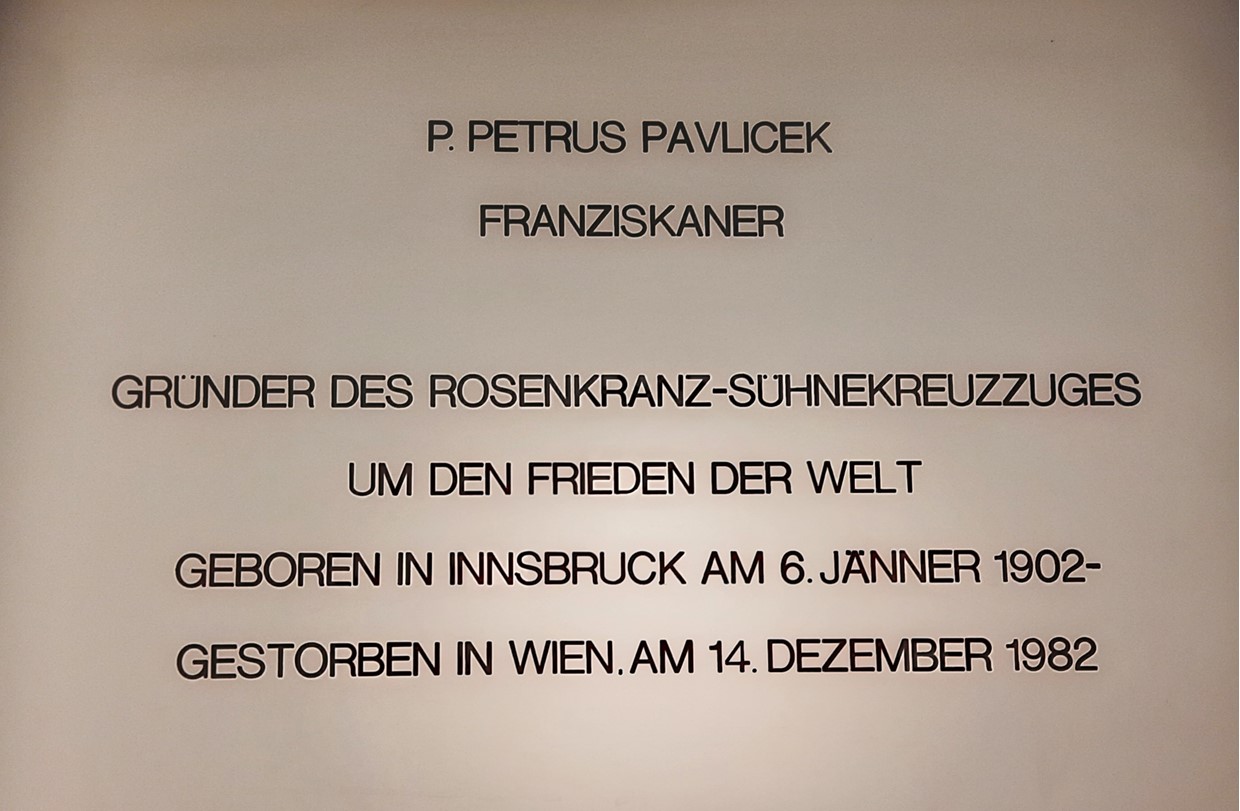 P. PETRUS PAVLICEK
FRANZISKANER
GRÜNDER DES ROSENKRANZ-SÜHNEKREUZZUGES
UM DEN FRIEDEN DER WELT
GEBOREN IN INNSBRUCK AM 6. JÄNNER 1902-
GESTORBEN IN WIEN, AM 14. DEZEMBER 1982